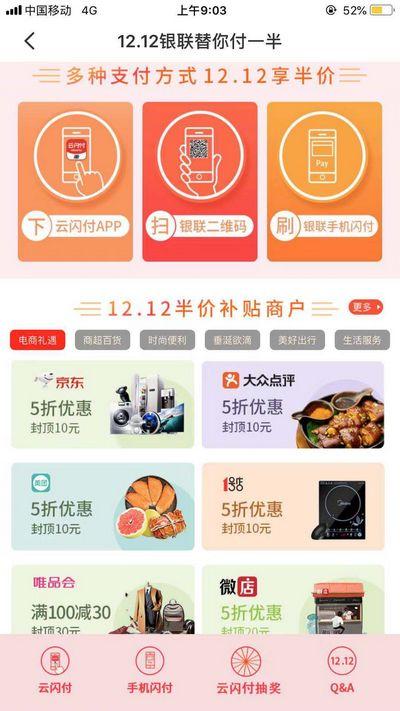 中国移动 4G 上午9:03 52%
12.12银联替你付一半
多种支付方式12.12享半价
云闪付
Pay
下 云闪付APP
扫 银联二维码
刷 银联手机闪付
12.12半价补贴商户 更多
电商礼遇 商超百货 时尚便利 垂涎欲滴 美好出行 生活服务
京东
5折优惠
封顶10元
大众点评
5折优惠
封顶10元
美团
5折优惠
封顶10元
1号店
5折优惠
封顶10元
Midea
唯品会
满100减30
封顶30元
微店
5折优惠
封顶10元
微店
云闪付 手机闪付 云闪付抽奖 12.12
Q&A